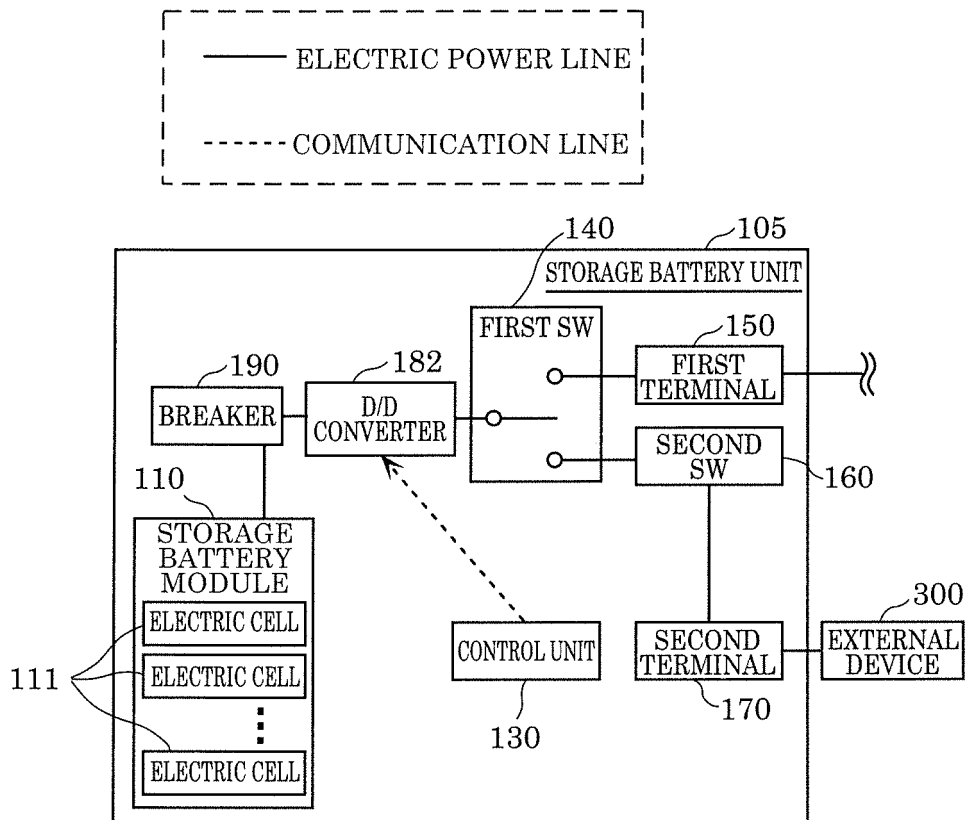 ELECTRIC POWER LINE
COMMUNICATION LINE
105
STORAGE BATTERY UNIT
140
FIRST SW
150
FIRST
TERMINAL
190
BREAKER
182
D/D
CONVERTER
SECOND
SW
160
110
STORAGE
BATTERY
MODULE
ELECTRIC CELL
ELECTRIC CELL
ELECTRIC CELL
111
CONTROL UNIT
130
SECOND
TERMINAL
170
300
EXTERNAL
DEVICE